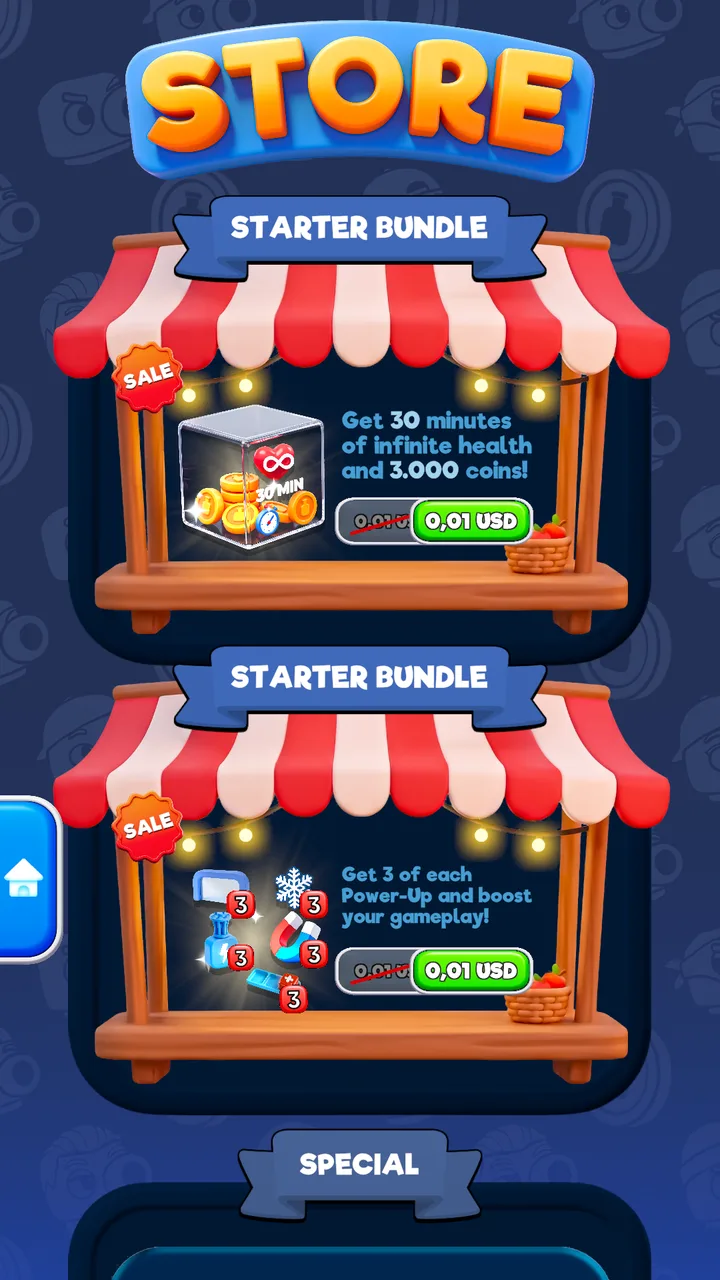 STORE
STARTER BUNDLE
SALE
Get 30 minutes
of infinite health
and 3.000 coins!
30 MIN
0,01 USD
STARTER BUNDLE
SALE
Get 3 of each
Power-Up and boost
your gameplay!
3
3
3
3
3
0,01 USD
SPECIAL